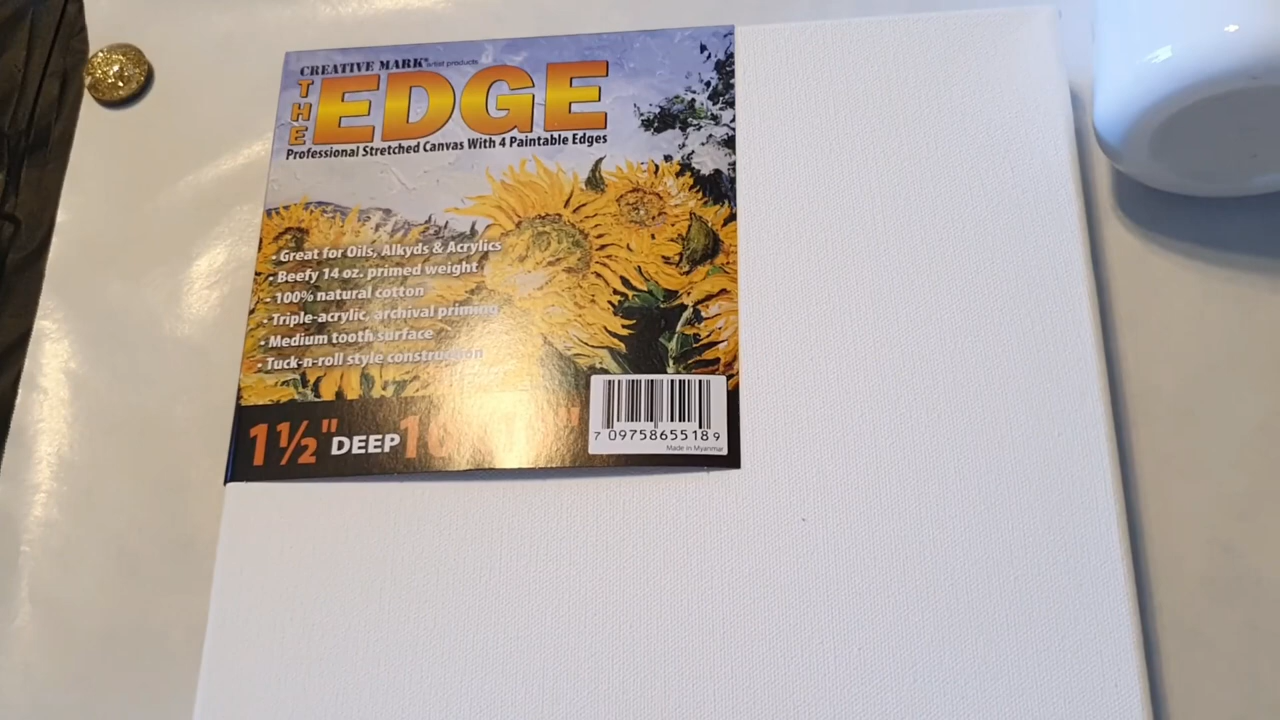 CREATIVE MARK® artist products
THE EDGE
Professional Stretched Canvas With 4 Paintable Edges
• Great for Oils, Alkyds & Acrylics
• Beefy 14 oz. primed weight
• 100% natural cotton
• Triple-acrylic, archival priming
• Medium tooth surface
• Tuck-n-roll style construction
1½" DEEP
7 0975865518 9
Made in Myanmar